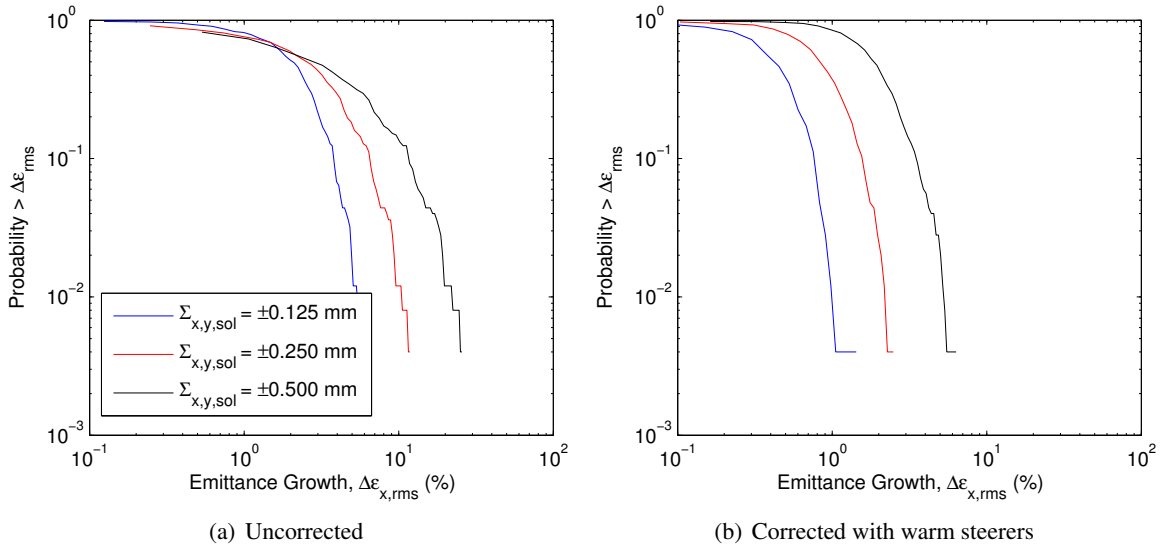 10^0
10^-1
10^-2
10^-3
Probability > Δε_rms
Σ_x,y,sol = ±0.125 mm
Σ_x,y,sol = ±0.250 mm
Σ_x,y,sol = ±0.500 mm
10^-1 10^0 10^1 10^2
Emittance Growth, Δε_x,rms (%)
(a) Uncorrected
10^0
10^-1
10^-2
10^-3
Probability > Δε_rms
10^-1 10^0 10^1 10^2
Emittance Growth, Δε_x,rms (%)
(b) Corrected with warm steerers